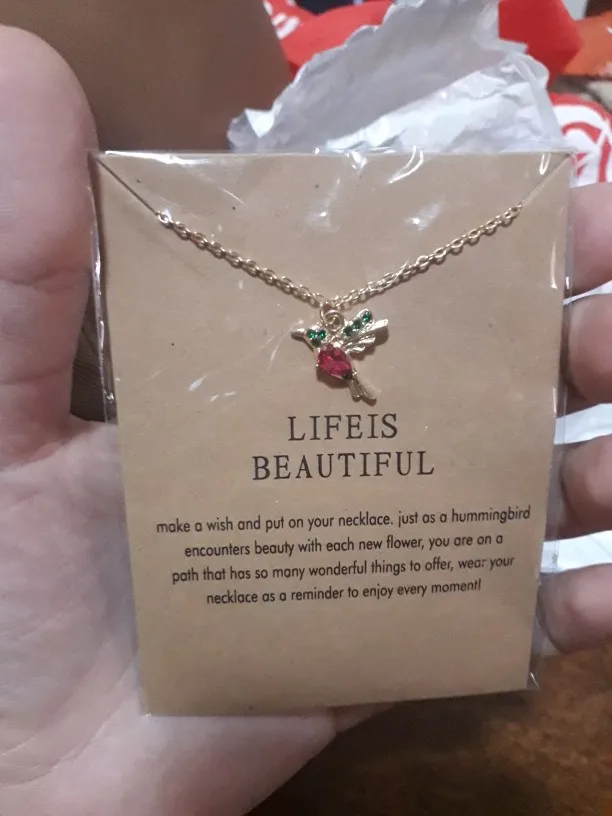 LIFEIS
BEAUTIFUL
make a wish and put on your necklace. just as a hummingbird
encounters beauty with each new flower, you are on a
path that has so many wonderful things to offer, wea: your
necklace as a reminder to enjoy every moment!